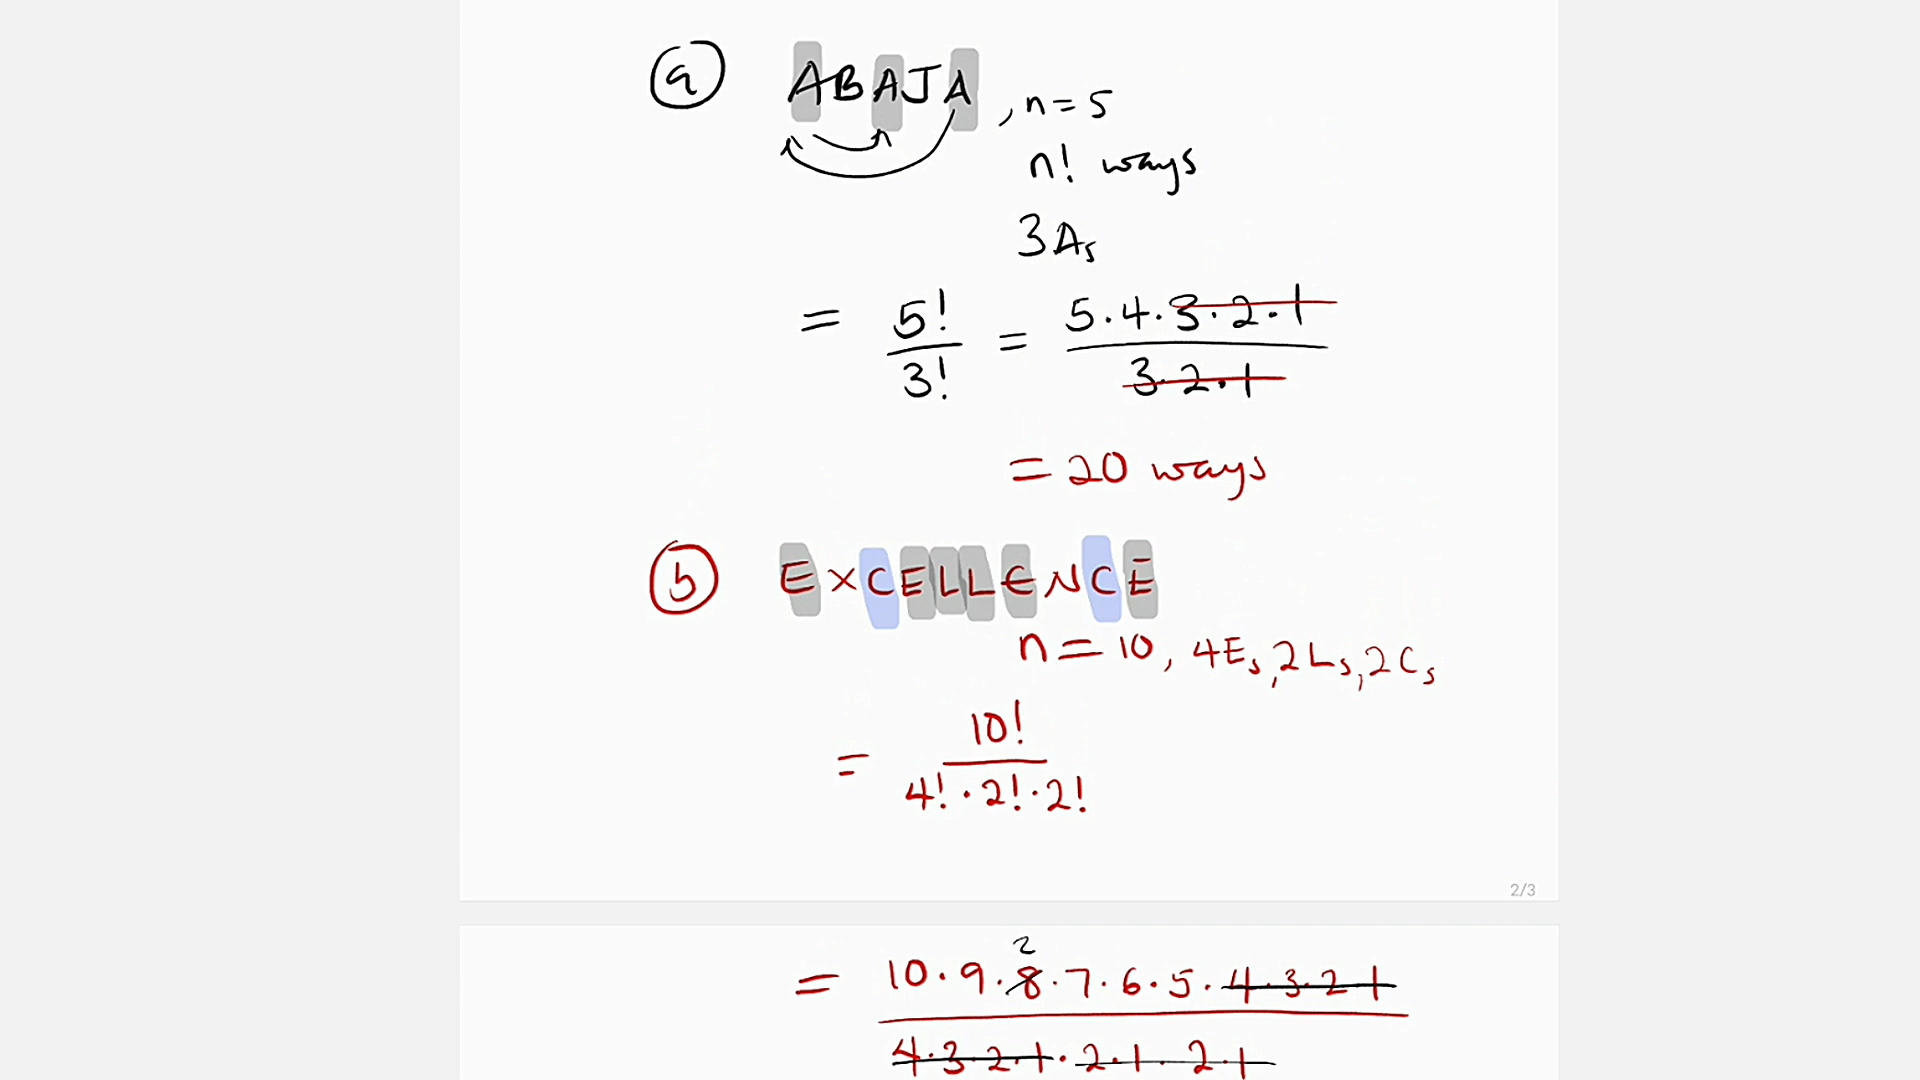 a ABAJA , n=5
n! ways
3As
= 5!/3! = 5.4.3.2.1/3.2.1
= 20 ways
b EXCELLENCE
n=10, 4Es, 2Ls, 2Cs
= 10!/4!.2!.2!
2/3
2
= 10.9.8.7.6.5.4.3.2.1/4.3.2.1.2.1.2.1